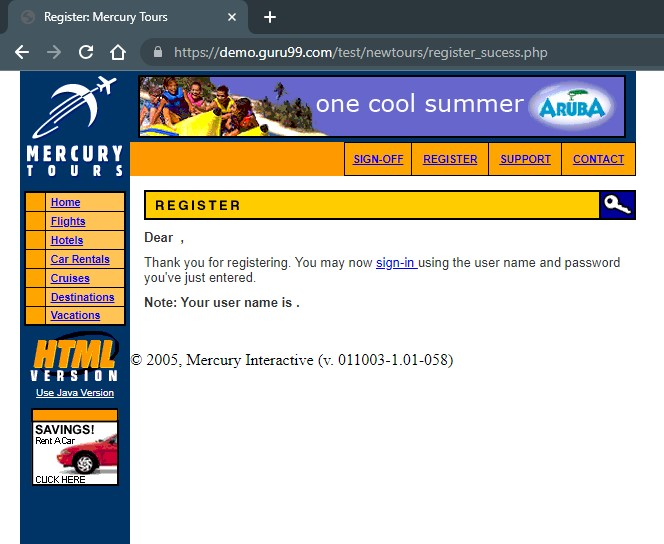 Register: Mercury Tours
https://demo.guru99.com/test/newtours/register_sucess.php
one cool summer ARUBA
MERCURY
TOURS
SIGN-OFF REGISTER SUPPORT CONTACT
Home
Flights
Hotels
Car Rentals
Cruises
Destinations
Vacations
HTML
VERSION
Use Java Version
SAVINGS!
Rent A Car
CLICK HERE
REGISTER
Dear ,
Thank you for registering. You may now sign-in using the user name and password
you've just entered.
Note: Your user name is .
© 2005, Mercury Interactive (v. 011003-1.01-058)